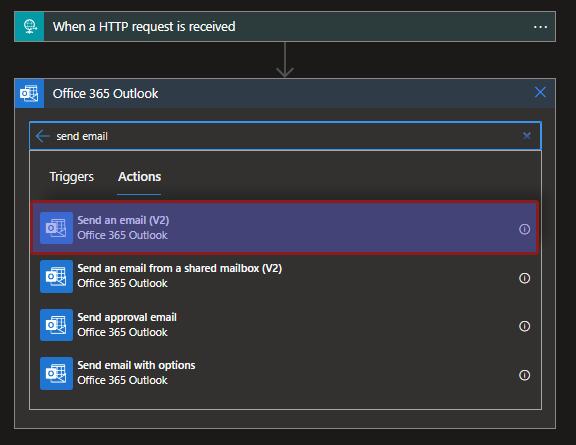 When a HTTP request is received
Office 365 Outlook
send email
Triggers Actions
Send an email (V2)
Office 365 Outlook
Send an email from a shared mailbox (V2)
Office 365 Outlook
Send approval email
Office 365 Outlook
Send email with options
Office 365 Outlook